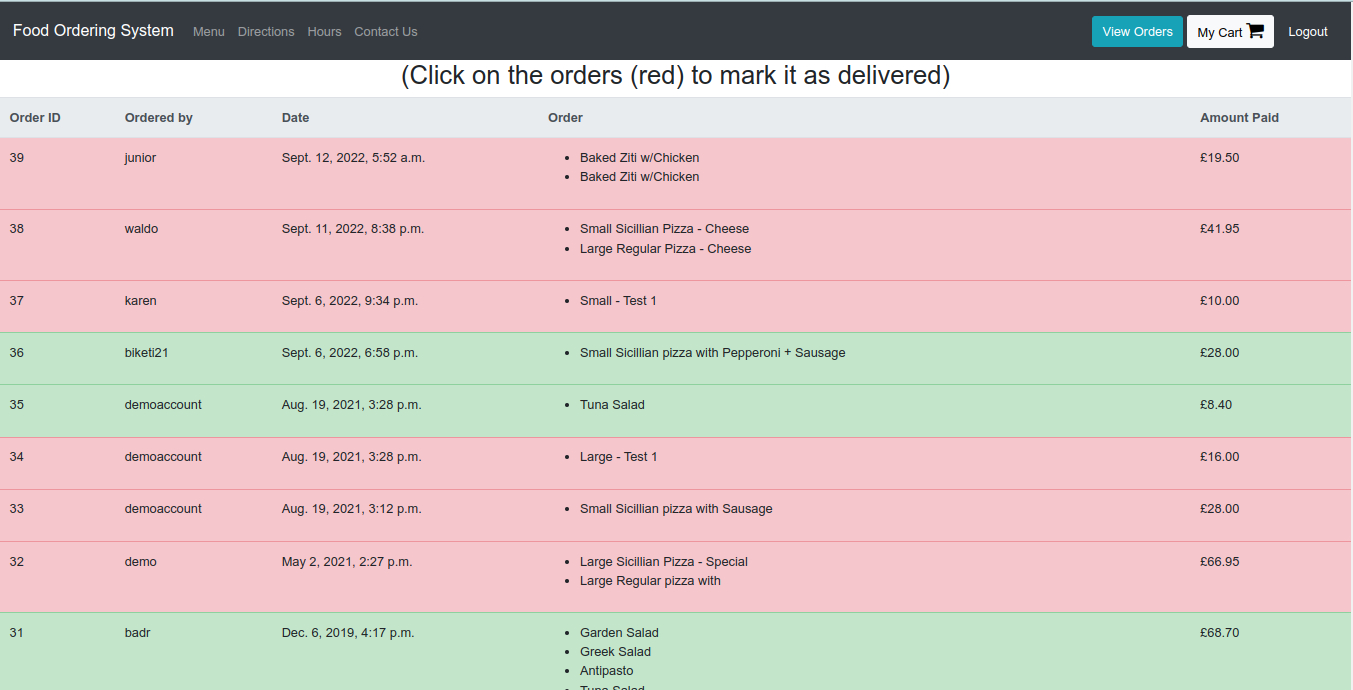 Food Ordering System Menu Directions Hours Contact Us View Orders My Cart Logout
(Click on the orders (red) to mark it as delivered)
Order ID Ordered by Date Order Amount Paid
39 junior Sept. 12, 2022, 5:52 a.m. • Baked Ziti w/Chicken £19.50
• Baked Ziti w/Chicken
38 waldo Sept. 11, 2022, 8:38 p.m. • Small Sicillian Pizza - Cheese £41.95
• Large Regular Pizza - Cheese
37 karen Sept. 6, 2022, 9:34 p.m. • Small - Test 1 £10.00
36 biketi21 Sept. 6, 2022, 6:58 p.m. • Small Sicillian pizza with Pepperoni + Sausage £28.00
35 demoaccount Aug. 19, 2021, 3:28 p.m. • Tuna Salad £8.40
34 demoaccount Aug. 19, 2021, 3:28 p.m. • Large - Test 1 £16.00
33 demoaccount Aug. 19, 2021, 3:12 p.m. • Small Sicillian pizza with Sausage £28.00
32 demo May 2, 2021, 2:27 p.m. • Large Sicillian Pizza - Special £66.95
• Large Regular pizza with
31 badr Dec. 6, 2019, 4:17 p.m. • Garden Salad £68.70
• Greek Salad
• Antipasto
• Tuna Salad